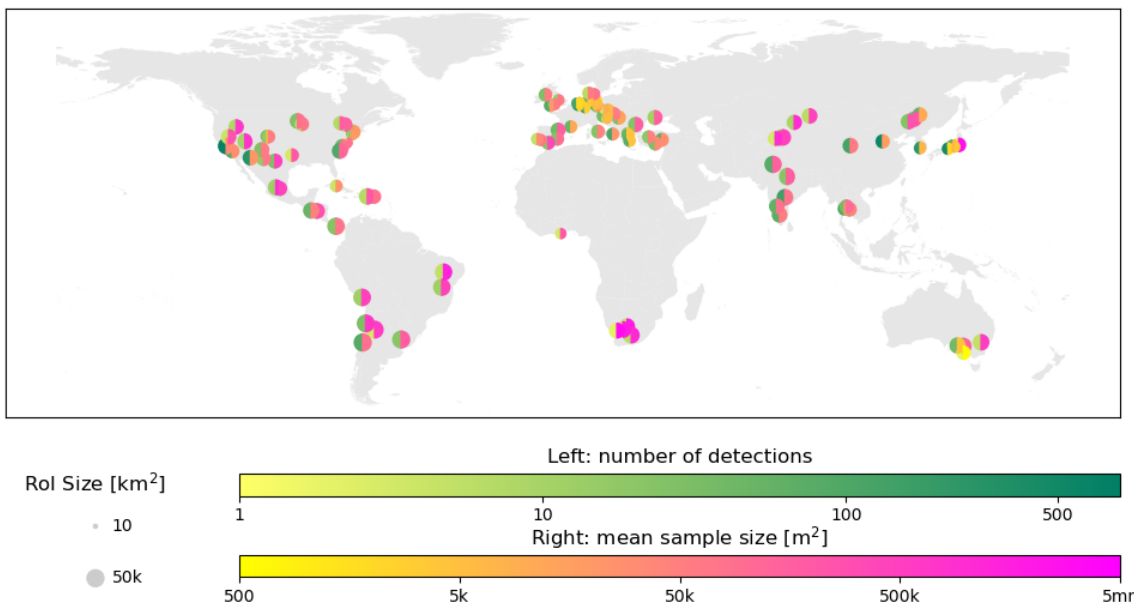 Left: number of detections
RoI Size [km²]
1 10 100 500
10
Right: mean sample size [m²]
50k
500 5k 50k 500k 5mn